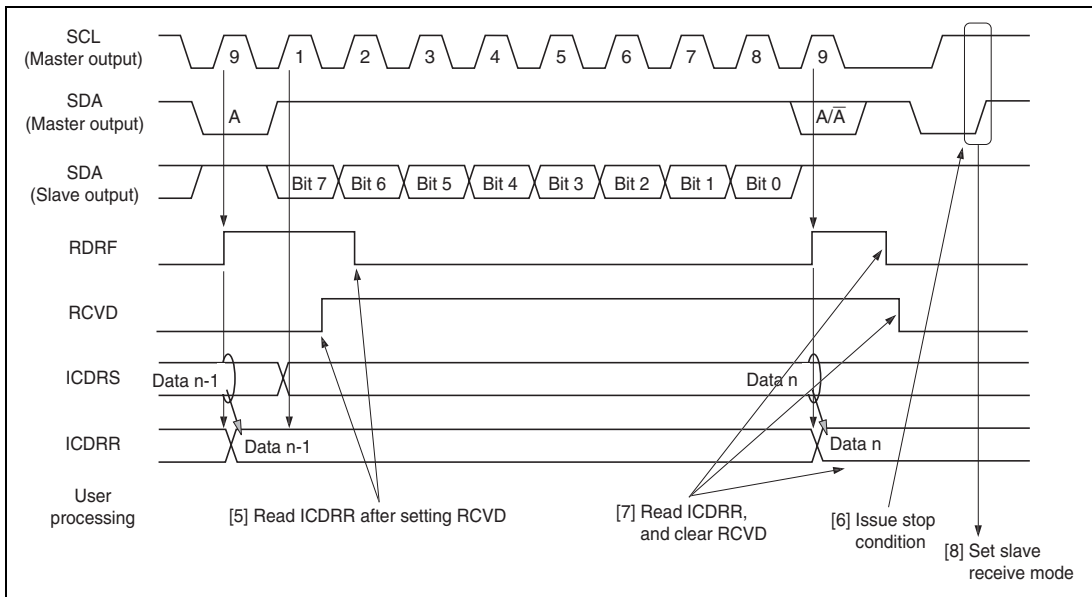 SCL
(Master output)
9 1 2 3 4 5 6 7 8 9
SDA
(Master output)
A A/A̅
SDA
(Slave output)
Bit 7 Bit 6 Bit 5 Bit 4 Bit 3 Bit 2 Bit 1 Bit 0
RDRF
RCVD
ICDRS
Data n-1 Data n
ICDRR
Data n-1 Data n
User
processing
[5] Read ICDRR after setting RCVD
[7] Read ICDRR,
and clear RCVD
[6] Issue stop
condition
[8] Set slave
receive mode